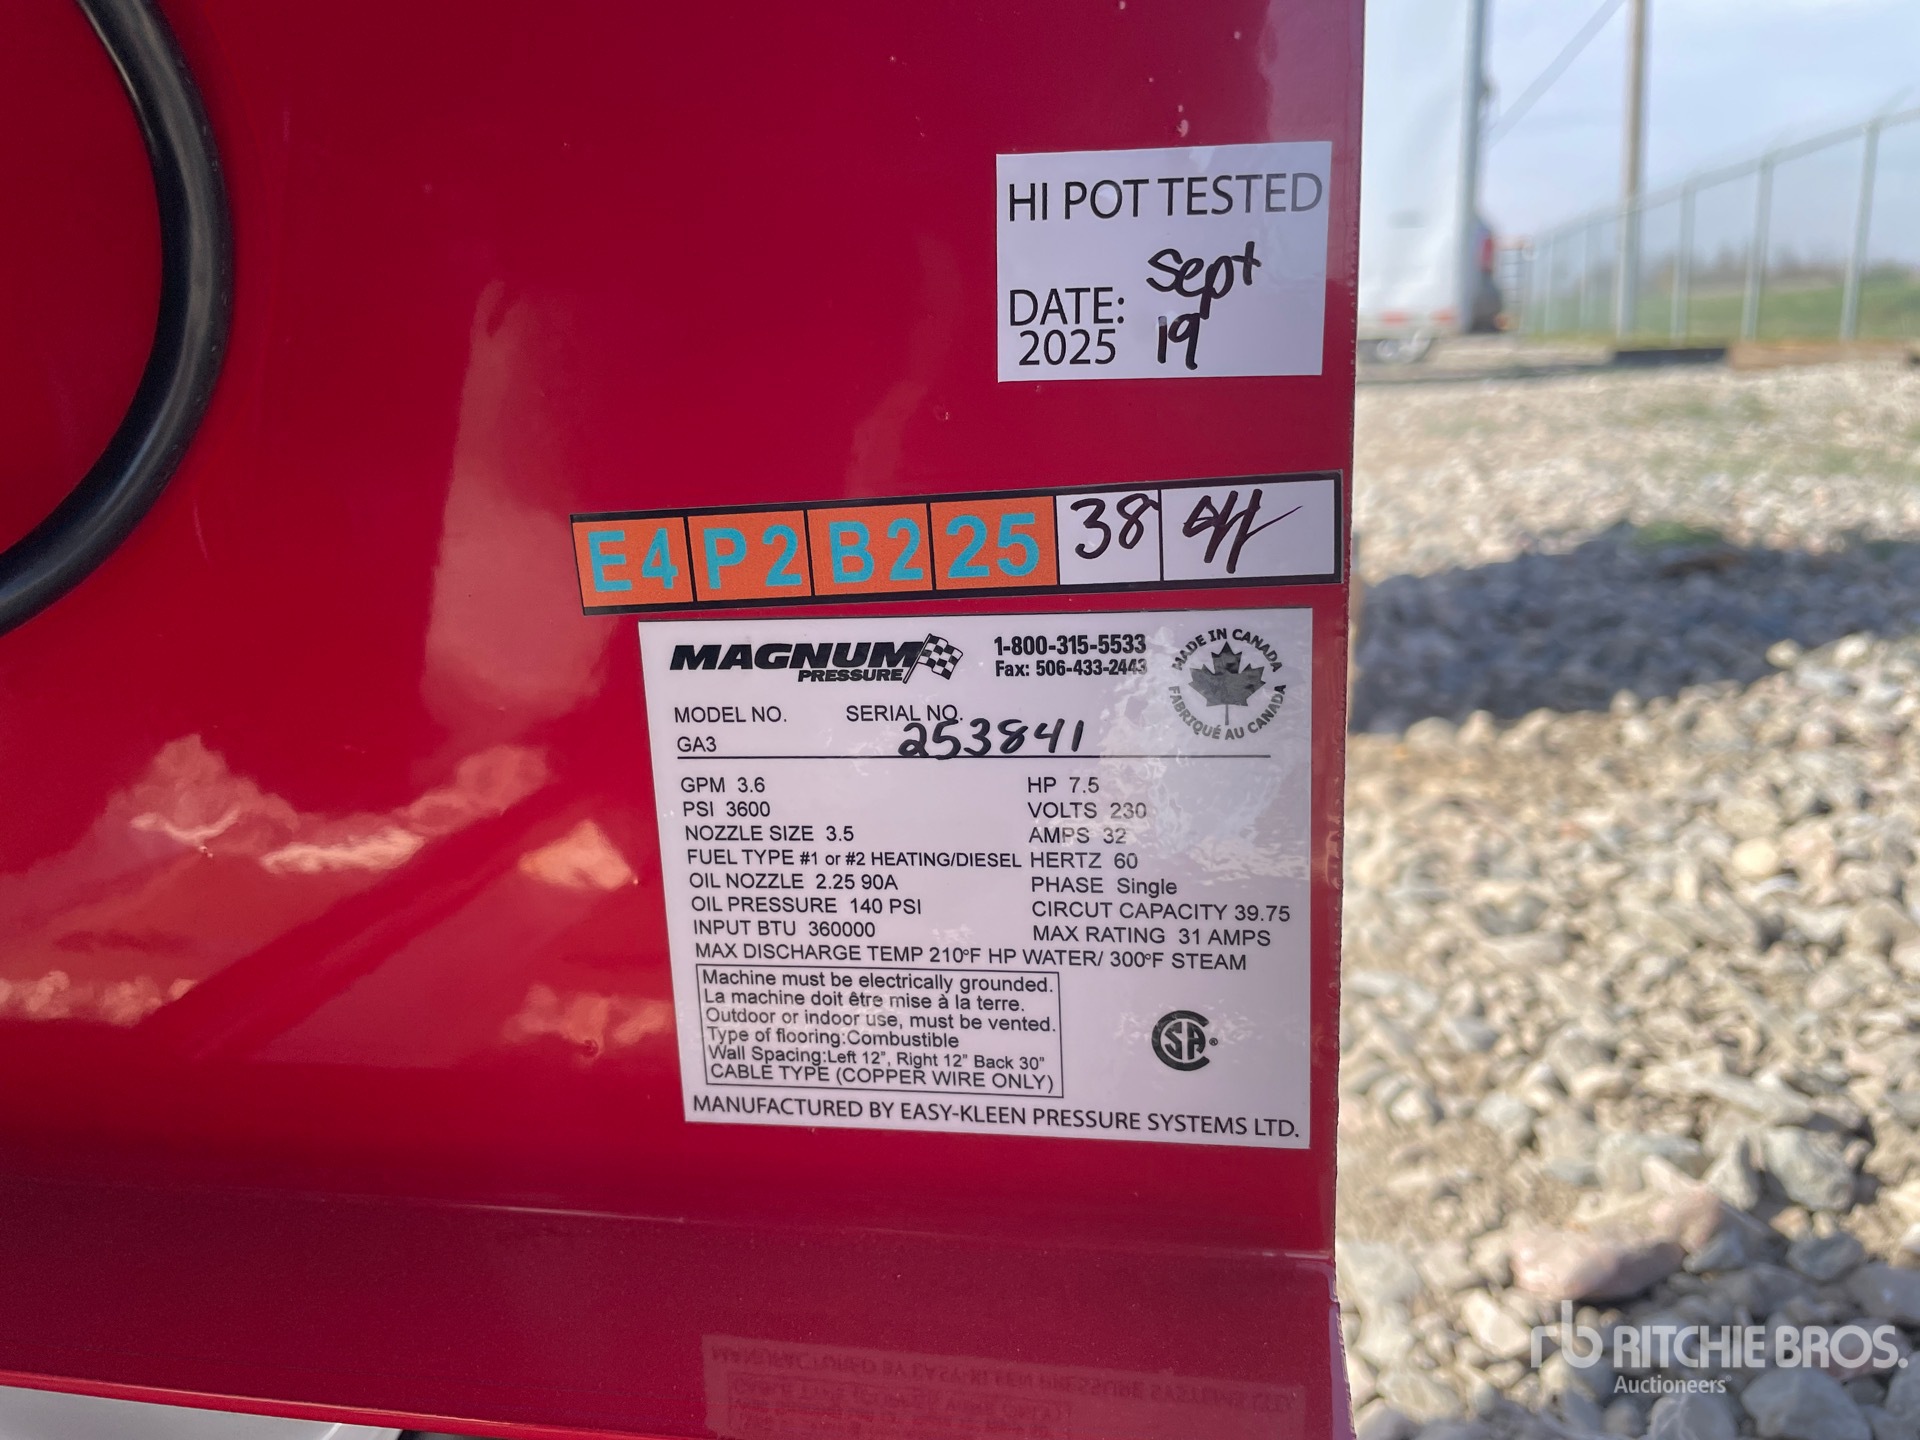 HI POT TESTED
DATE: Sept
2025 19
E4 P2 B2 25 38
MAGNUM
PRESSURE
1-800-315-5533
Fax: 506-433-2443
MADE IN CANADA
FABRIQUÉ AU CANADA
MODEL NO. SERIAL NO.
GA3 253841
GPM 3.6 HP 7.5
PSI 3600 VOLTS 230
NOZZLE SIZE 3.5 AMPS 32
FUEL TYPE #1 or #2 HEATING/DIESEL HERTZ 60
OIL NOZZLE 2.25 90A PHASE Single
OIL PRESSURE 140 PSI CIRCUT CAPACITY 39.75
INPUT BTU 360000 MAX RATING 31 AMPS
MAX DISCHARGE TEMP 210°F HP WATER/ 300°F STEAM
Machine must be electrically grounded.
La machine doit être mise à la terre.
Outdoor or indoor use, must be vented.
Type of flooring:Combustible
Wall Spacing:Left 12", Right 12" Back 30"
CABLE TYPE (COPPER WIRE ONLY)
CSA®
MANUFACTURED BY EASY-KLEEN PRESSURE SYSTEMS LTD.
rb RITCHIE BROS.
Auctioneers